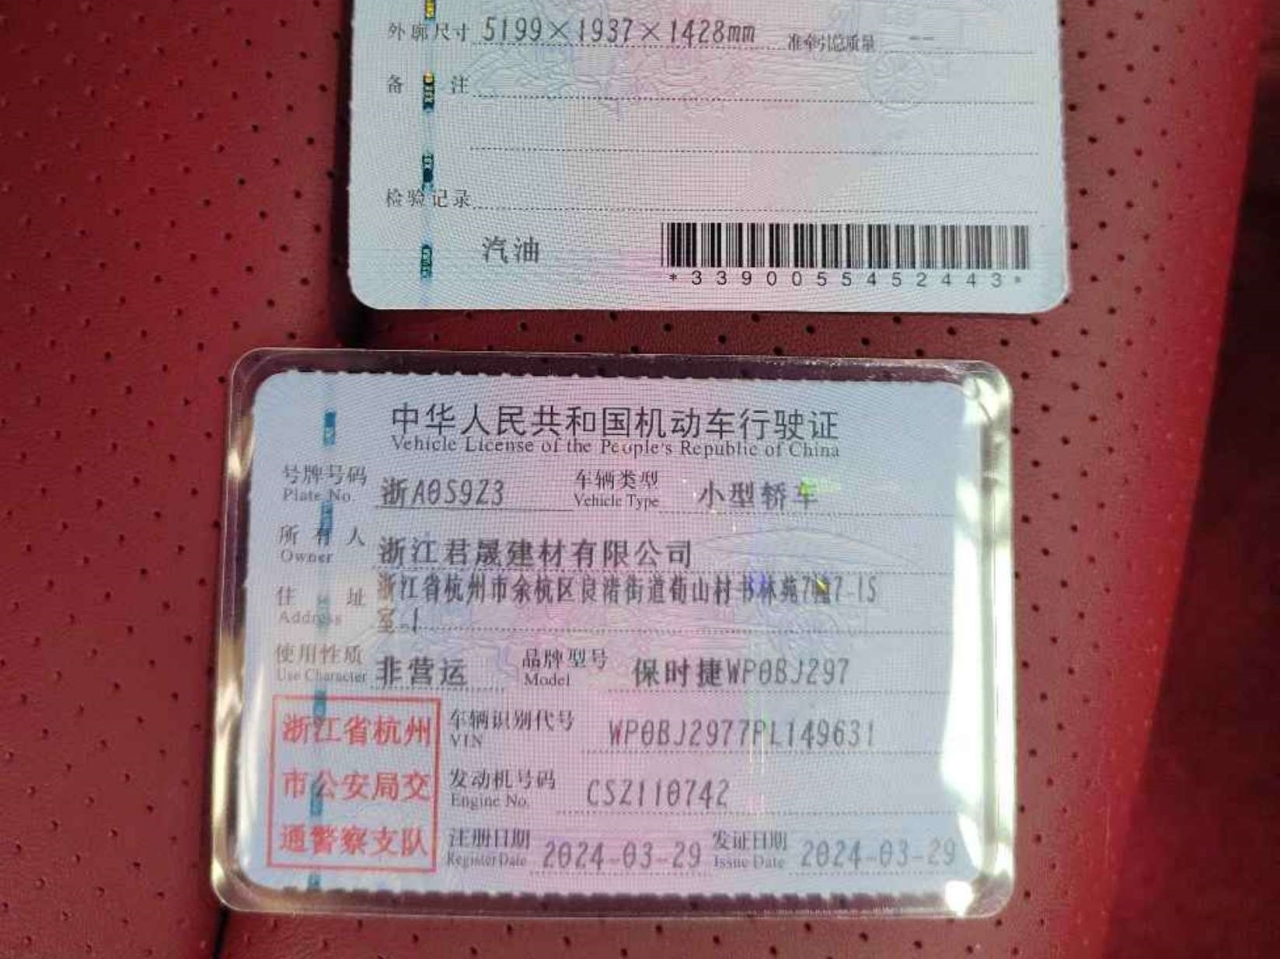 外廓尺寸 5199×1937×1428mm 准牵引总质量 --
备 注
检验记录
汽油
*3390055452443*
中华人民共和国机动车行驶证
Vehicle License of the People's Republic of China
号牌号码 浙A0S9Z3 车辆类型 小型轿车
Plate No. Vehicle Type
所有人 浙江君晟建材有限公司
Owner
住 址 浙江省杭州市余杭区良渚街道荀山村书林苑7幢7-15
Address 室-1
使用性质 非营运 品牌型号 保时捷WP0BJ297
Use Character Model
浙江省杭州 车辆识别代号 WP0BJ2977PL149631
VIN
市公安局交 发动机号码 CSZ110742
Engine No.
通警察支队 注册日期 2024-03-29 发证日期 2024-03-29
Register Date Issue Date